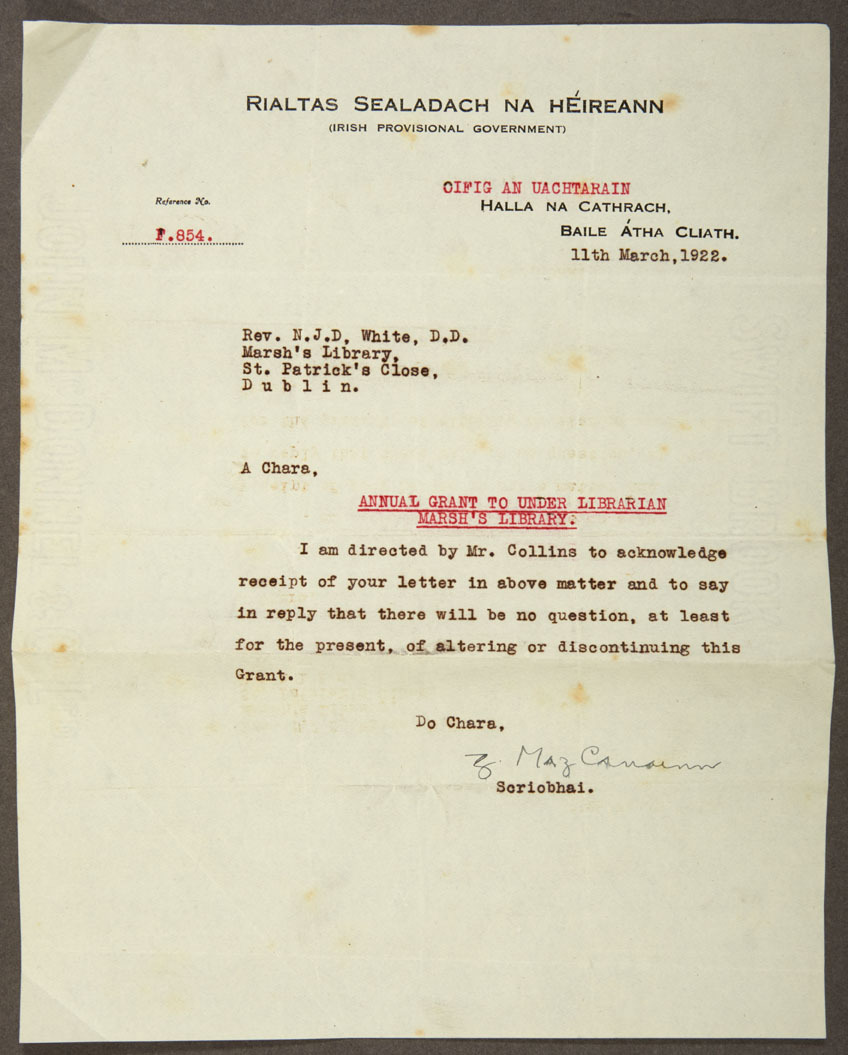 RIALTAS SEALADACH NA hÉIREANN
(IRISH PROVISIONAL GOVERNMENT)
OIFIG AN UACHTARAIN
Reference No.
HALLA NA CATHRACH,
F.854.
BAILE ÁTHA CLIATH.
11th March,1922.
Rev. N.J.D, White, D.D.
Marsh's Library,
St. Patrick's Close,
D u b l i n.
A Chara,
ANNUAL GRANT TO UNDER LIBRARIAN
MARSH'S LIBRARY.
I am directed by Mr. Collins to acknowledge
receipt of your letter in above matter and to say
in reply that there will be no question, at least
for the present, of altering or discontinuing this
Grant.
Do Chara,
Scriobhai.